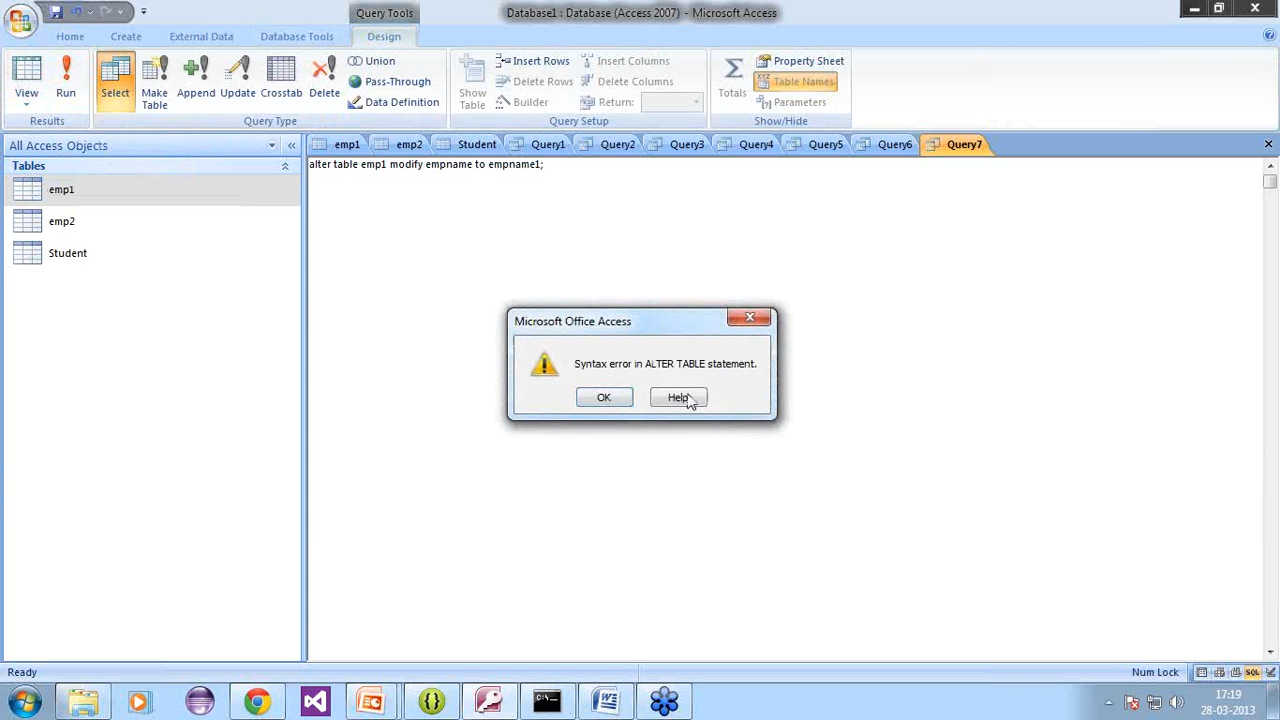 Query Tools
Database1 : Database (Access 2007) - Microsoft Access
Home
Create
External Data
Database Tools
Design
View
Run
Results
Select
Make
Table
Append
Update
Crosstab
Delete
Union
Pass-Through
Data Definition
Query Type
Show
Table
Insert Rows
Delete Rows
Builder
Insert Columns
Delete Columns
Return:
Query Setup
Totals
Property Sheet
Table Names
Parameters
Show/Hide
All Access Objects
Tables
emp1
emp2
Student
emp1
emp2
Student
Query1
Query2
Query3
Query4
Query5
Query6
Query7
alter table emp1 modify empname to empname1;
Microsoft Office Access
Syntax error in ALTER TABLE statement.
OK
Help
Ready
Num Lock
SQL
17:19
28-03-2013